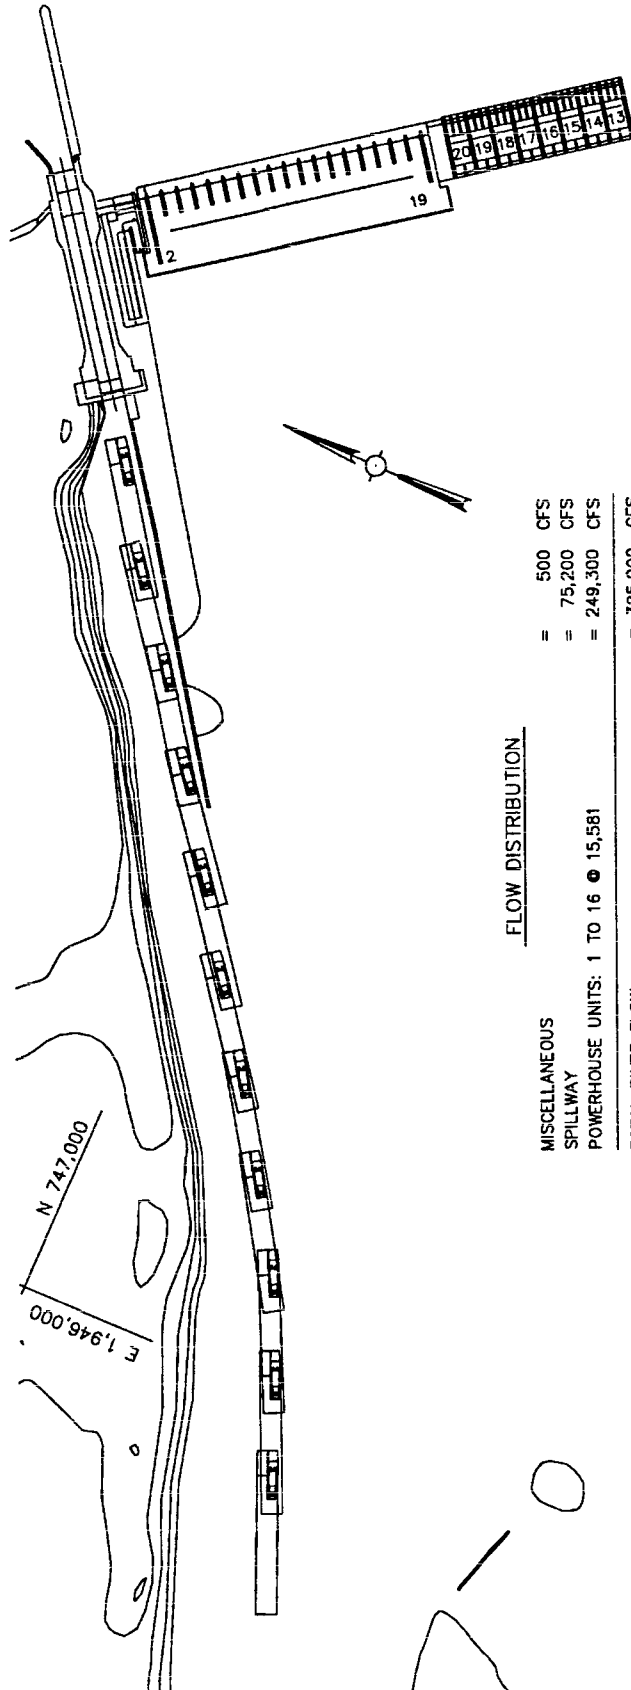 20 19 18 17 16 15 14 13
19
2
FLOW DISTRIBUTION
MISCELLANEOUS = 500 CFS
SPILLWAY = 75,200 CFS
POWERHOUSE UNITS: 1 TO 16 @ 15,581 = 249,300 CFS
N 747,000
E 1,946,000